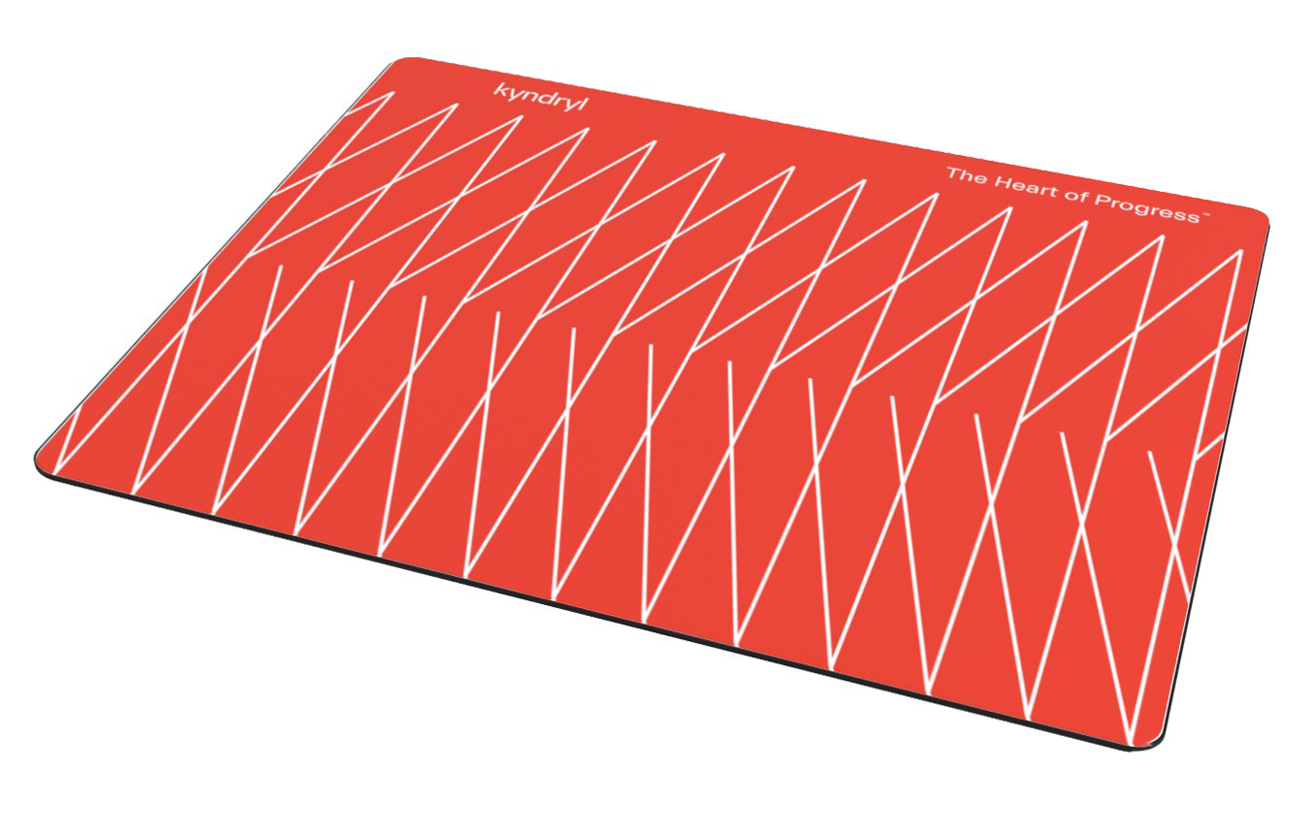 kyndryl
The Heart of Progress™